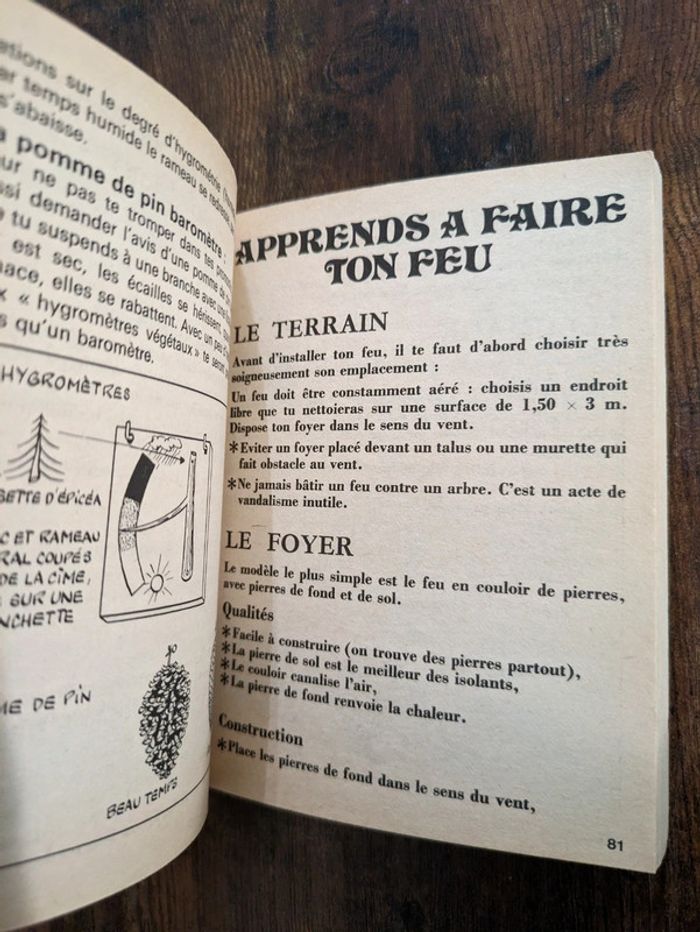 ations sur le degré d'hygrométrie
temps humide le rameau se redresse,
s'abaisse.
pomme de pin baromètre :
ur ne pas te tromper dans tes
ssi demander l'avis d'une pomme de
tu suspends à une branche avec une
est sec, les écailles se hérissent,
nace, elles se rabattent. Avec un peu
x « hygromètres végétaux » te
s qu'un baromètre.
HYGROMÈTRES
SETTE D'ÉPICÉA
C ET RAMEAU
RAL COUPÉS
DE LA CIME,
SUR UNE
NCHETTE
ME DE PIN
BEAU TEMPS
APPRENDS A FAIRE
TON FEU
LE TERRAIN
Avant d'installer ton feu, il te faut d'abord choisir très
soigneusement son emplacement :
Un feu doit être constamment aéré : choisis un endroit
libre que tu nettoieras sur une surface de 1,50 × 3 m.
Dispose ton foyer dans le sens du vent.
*Eviter un foyer placé devant un talus ou une murette qui
fait obstacle au vent.
*Ne jamais bâtir un feu contre un arbre. C'est un acte de
vandalisme inutile.
LE FOYER
Le modèle le plus simple est le feu en couloir de pierres,
avec pierres de fond et de sol.
Qualités
*Facile à construire (on trouve des pierres partout),
*La pierre de sol est le meilleur des isolants,
*Le couloir canalise l'air,
*La pierre de fond renvoie la chaleur.
Construction
*Place les pierres de fond dans le sens du vent,
81